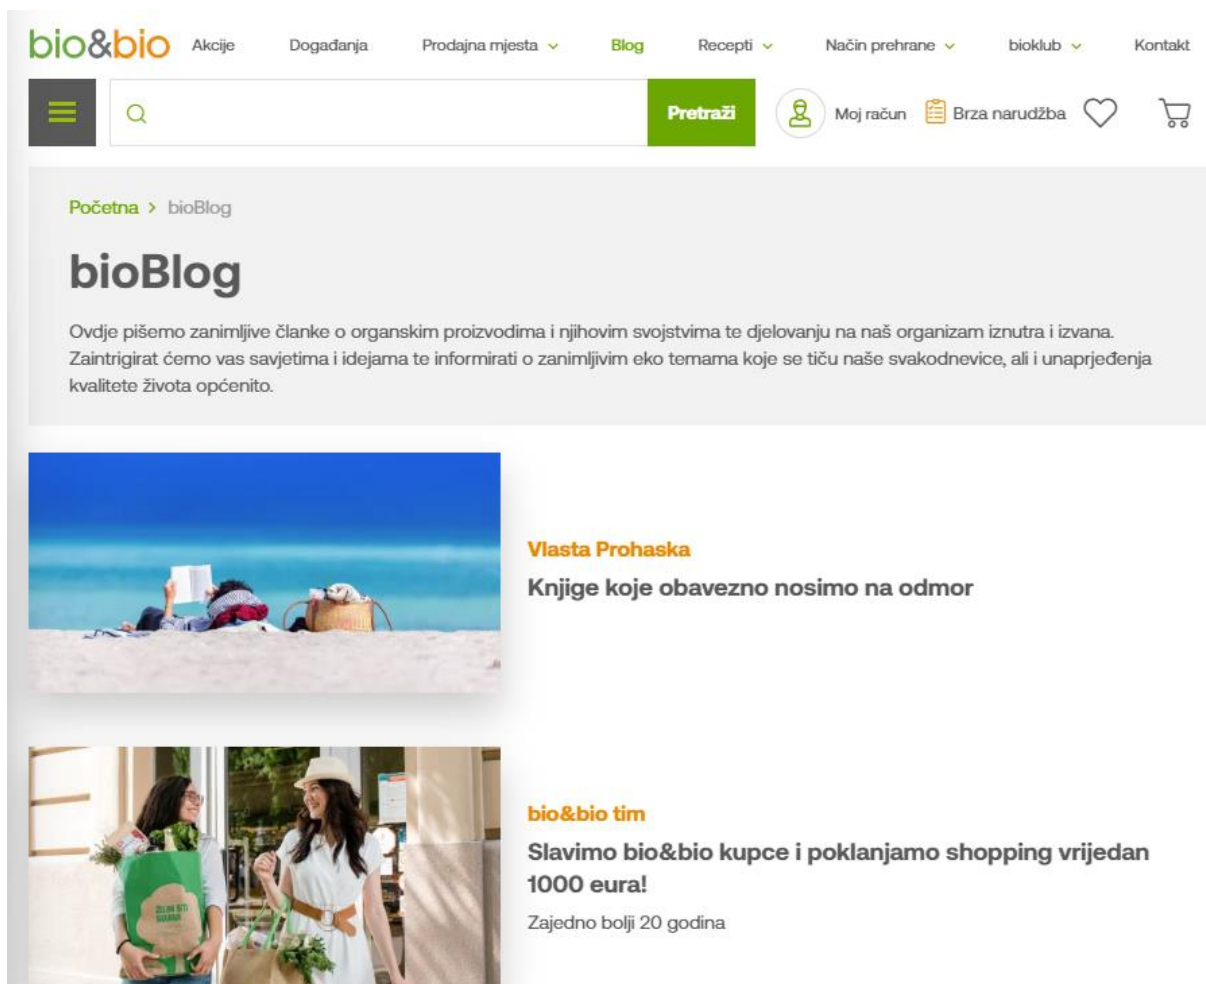 bio&bio Akcije Događanja Prodajna mjesta Blog Recepti Način prehrane bioklub Kontakt
Pretraži Moj račun Brza narudžba
Početna > bioBlog
bioBlog
Ovdje pišemo zanimljive članke o organskim proizvodima i njihovim svojstvima te djelovanju na naš organizam iznutra i izvana.
Zaintrigirat ćemo vas savjetima i idejama te informirati o zanimljivim eko temama koje se tiču naše svakodnevice, ali i unaprjeđenja
kvalitete života općenito.
Vlasta Prohaska
Knjige koje obavezno nosimo na odmor
bio&bio tim
Slavimo bio&bio kupce i poklanjamo shopping vrijedan
1000 eura!
Zajedno bolji 20 godina